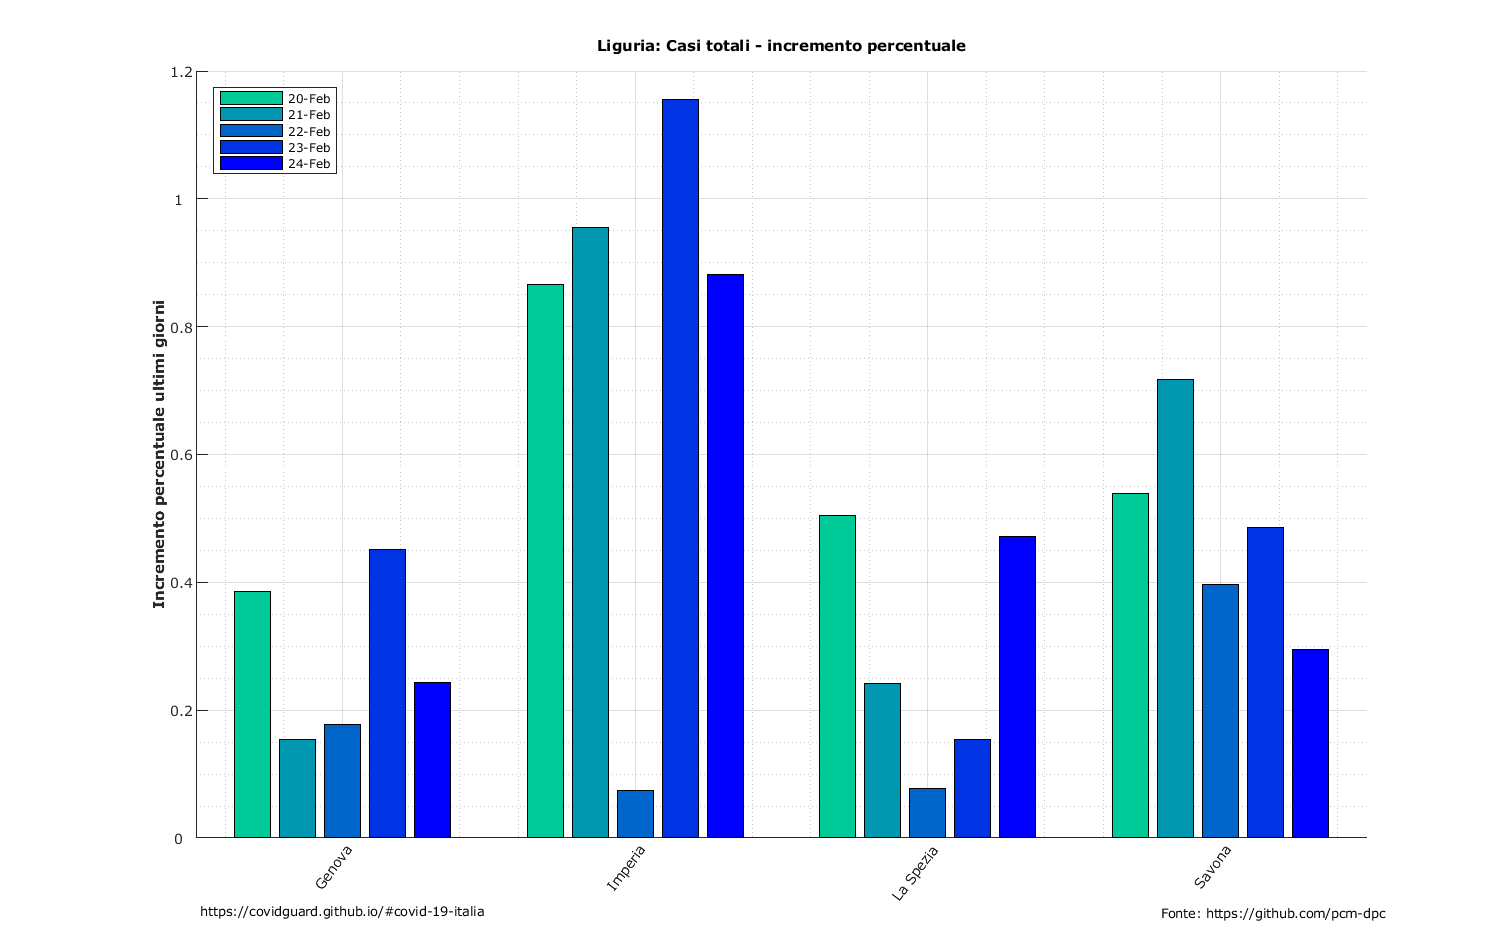 Liguria: Casi totali - incremento percentuale
1.2
1
0.8
0.6
0.4
0.2
0
Incremento percentuale ultimi giorni
20-Feb
21-Feb
22-Feb
23-Feb
24-Feb
Genova
Imperia
La Spezia
Savona
https://covidguard.github.io/#covid-19-italia
Fonte: https://github.com/pcm-dpc